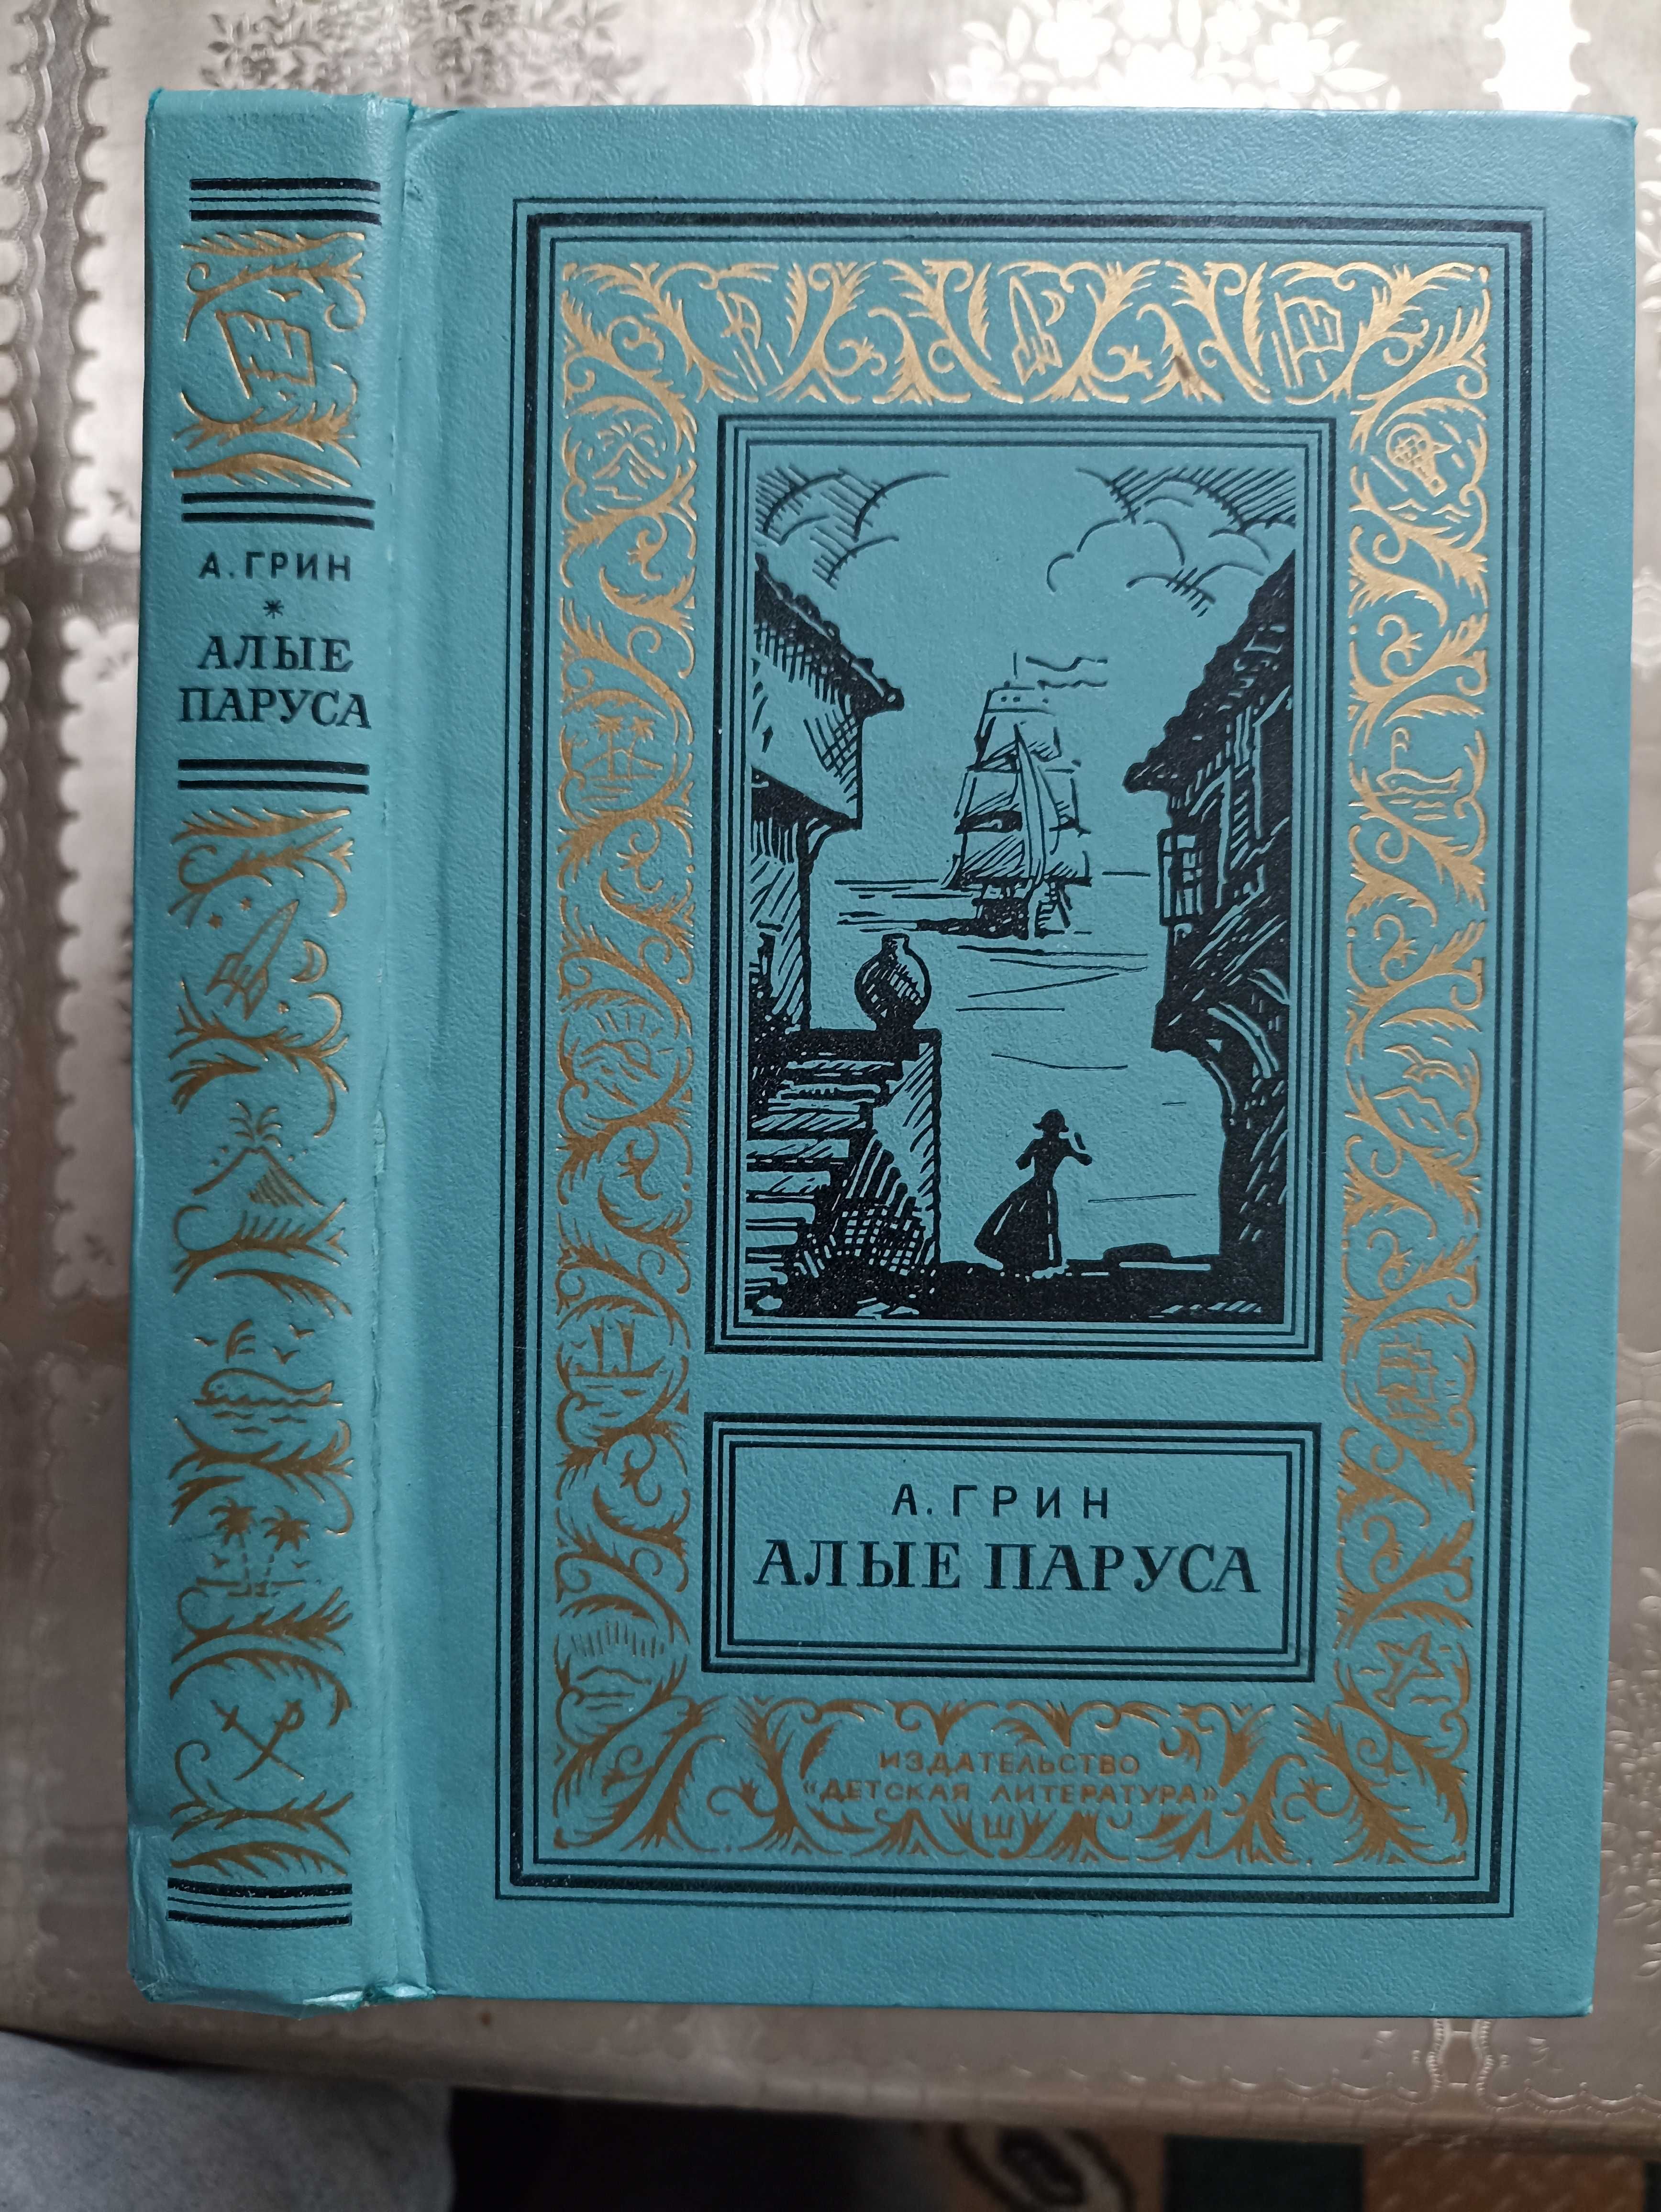 А. ГРИН
*
АЛЫЕ
ПАРУСА
А. ГРИН
АЛЫЕ ПАРУСА
ИЗДАТЕЛЬСТВО
«ДЕТСКАЯ ЛИТЕРАТУРА»
Ш